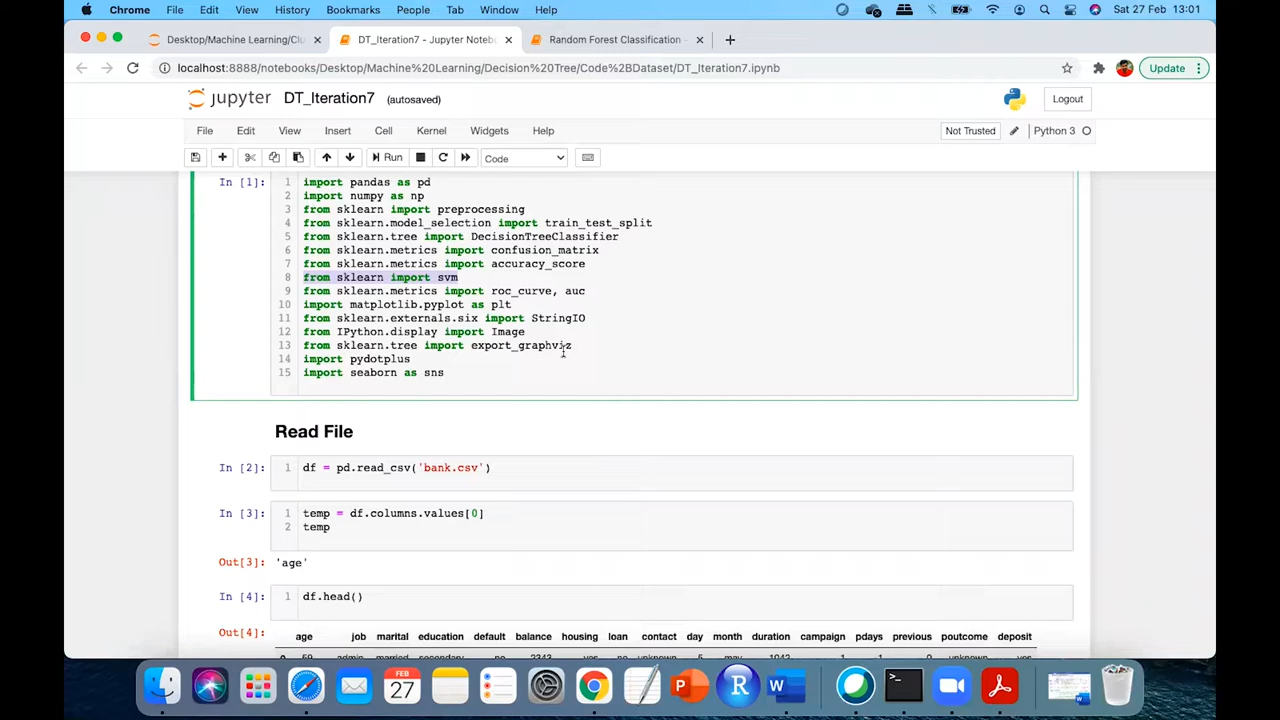 Chrome File Edit View History Bookmarks People Tab Window Help Sat 27 Feb 13:01
Desktop/Machine Learning/Clu DT_Iteration7 - Jupyter Notebo Random Forest Classification -
localhost:8888/notebooks/Desktop/Machine%20Learning/Decision%20Tree/Code%2BDataset/DT_Iteration7.ipynb Update
jupyter DT_Iteration7 (autosaved) Logout
File Edit View Insert Cell Kernel Widgets Help Not Trusted Python 3
Run Code
In [1]: 1 import pandas as pd
2 import numpy as np
3 from sklearn import preprocessing
4 from sklearn.model_selection import train_test_split
5 from sklearn.tree import DecisionTreeClassifier
6 from sklearn.metrics import confusion_matrix
7 from sklearn.metrics import accuracy_score
8 from sklearn import svm
9 from sklearn.metrics import roc_curve, auc
10 import matplotlib.pyplot as plt
11 from sklearn.externals.six import StringIO
12 from IPython.display import Image
13 from sklearn.tree import export_graphviz
14 import pydotplus
15 import seaborn as sns
Read File
In [2]: 1 df = pd.read_csv('bank.csv')
In [3]: 1 temp = df.columns.values[0]
2 temp
Out[3]: 'age'
In [4]: 1 df.head()
Out[4]: age job marital education default balance housing loan contact day month duration campaign pdays previous poutcome deposit
FEB
27